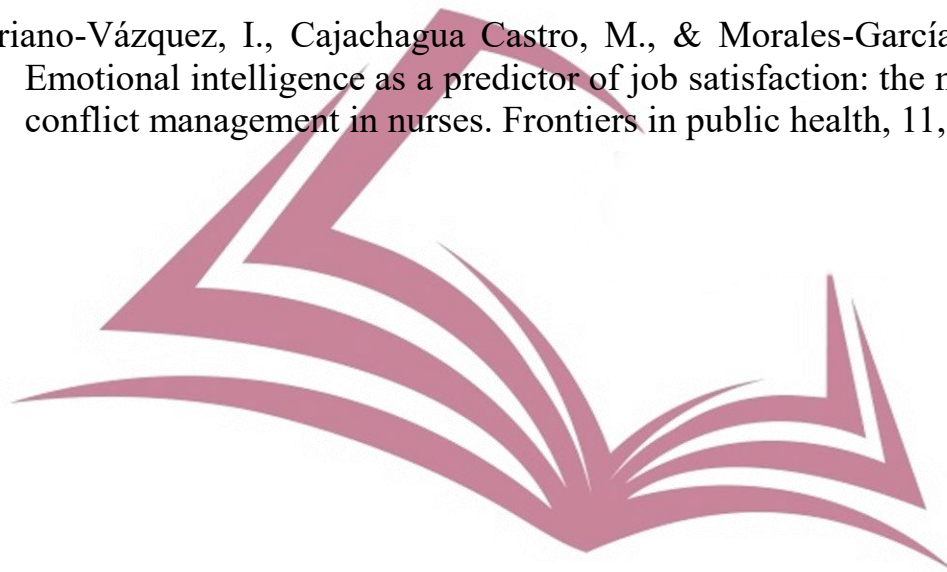 riano-Vázquez, I., Cajachagua Castro, M., & Morales-García
Emotional intelligence as a predictor of job satisfaction: the
conflict management in nurses. Frontiers in public health, 11,